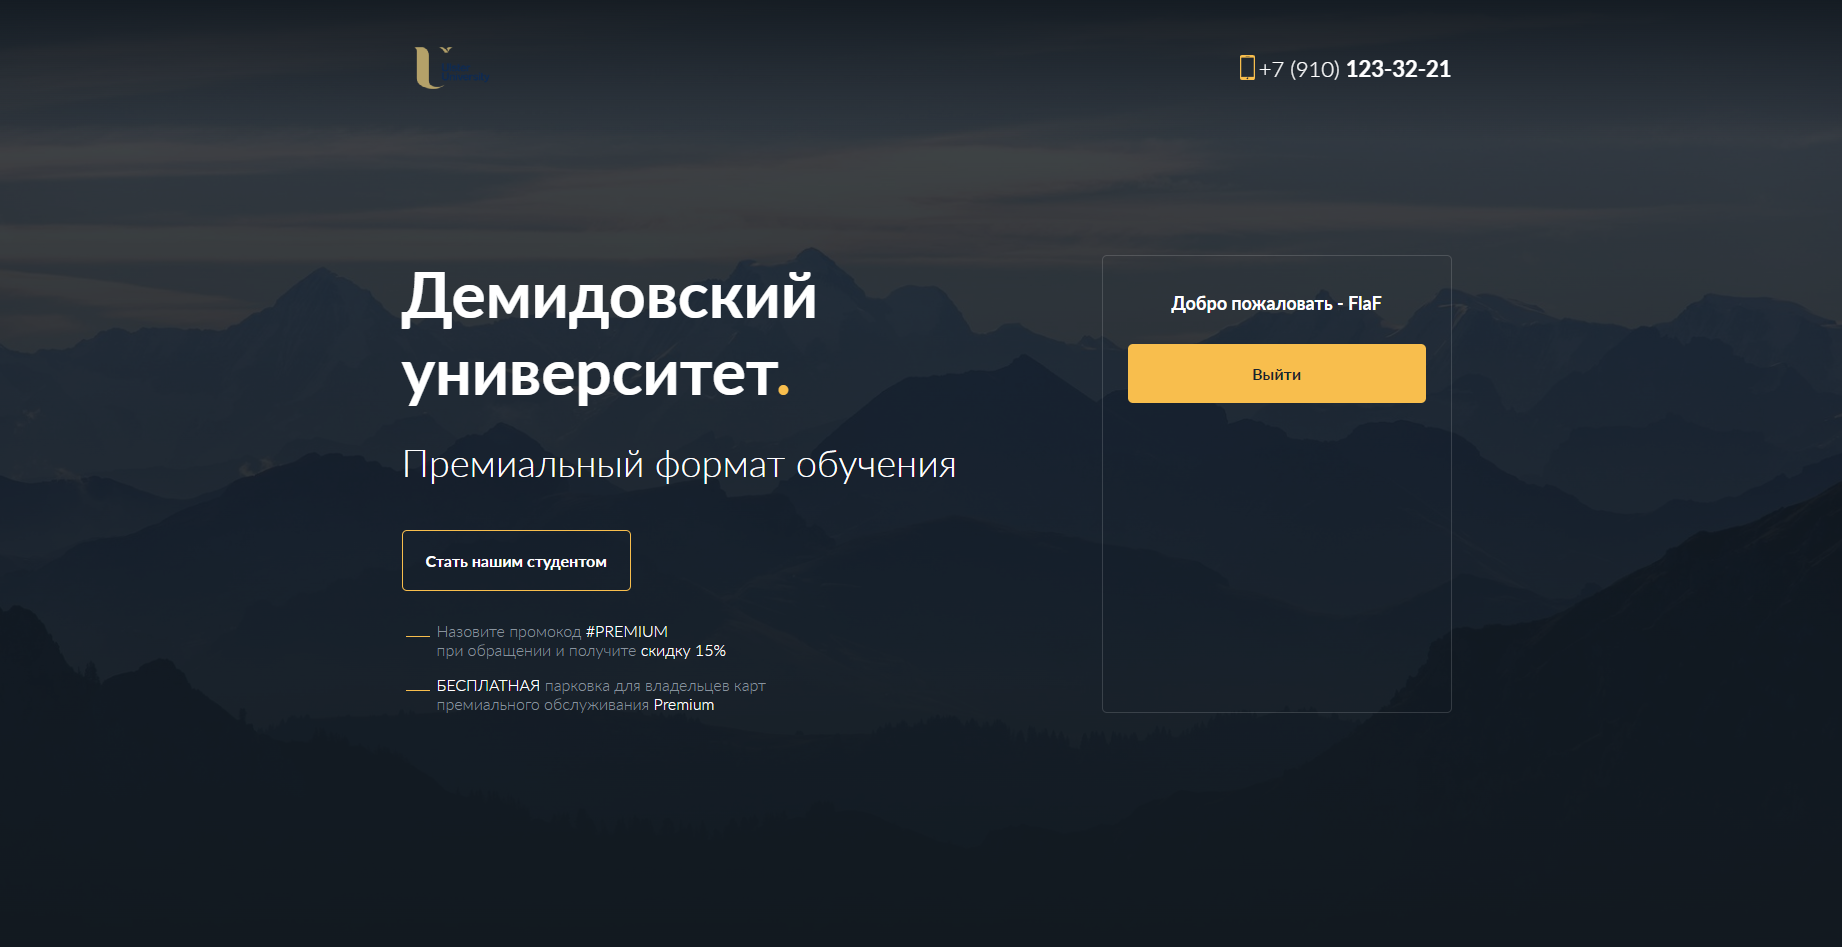 +7 (910) 123-32-21
Демидовский
университет.
Премиальный формат обучения
Стать нашим студентом
Назовите промокод #PREMIUM
при обращении и получите скидку 15%
БЕСПЛАТНАЯ парковка для владельцев карт
премиального обслуживания Premium
Добро пожаловать - FlaF
Выйти